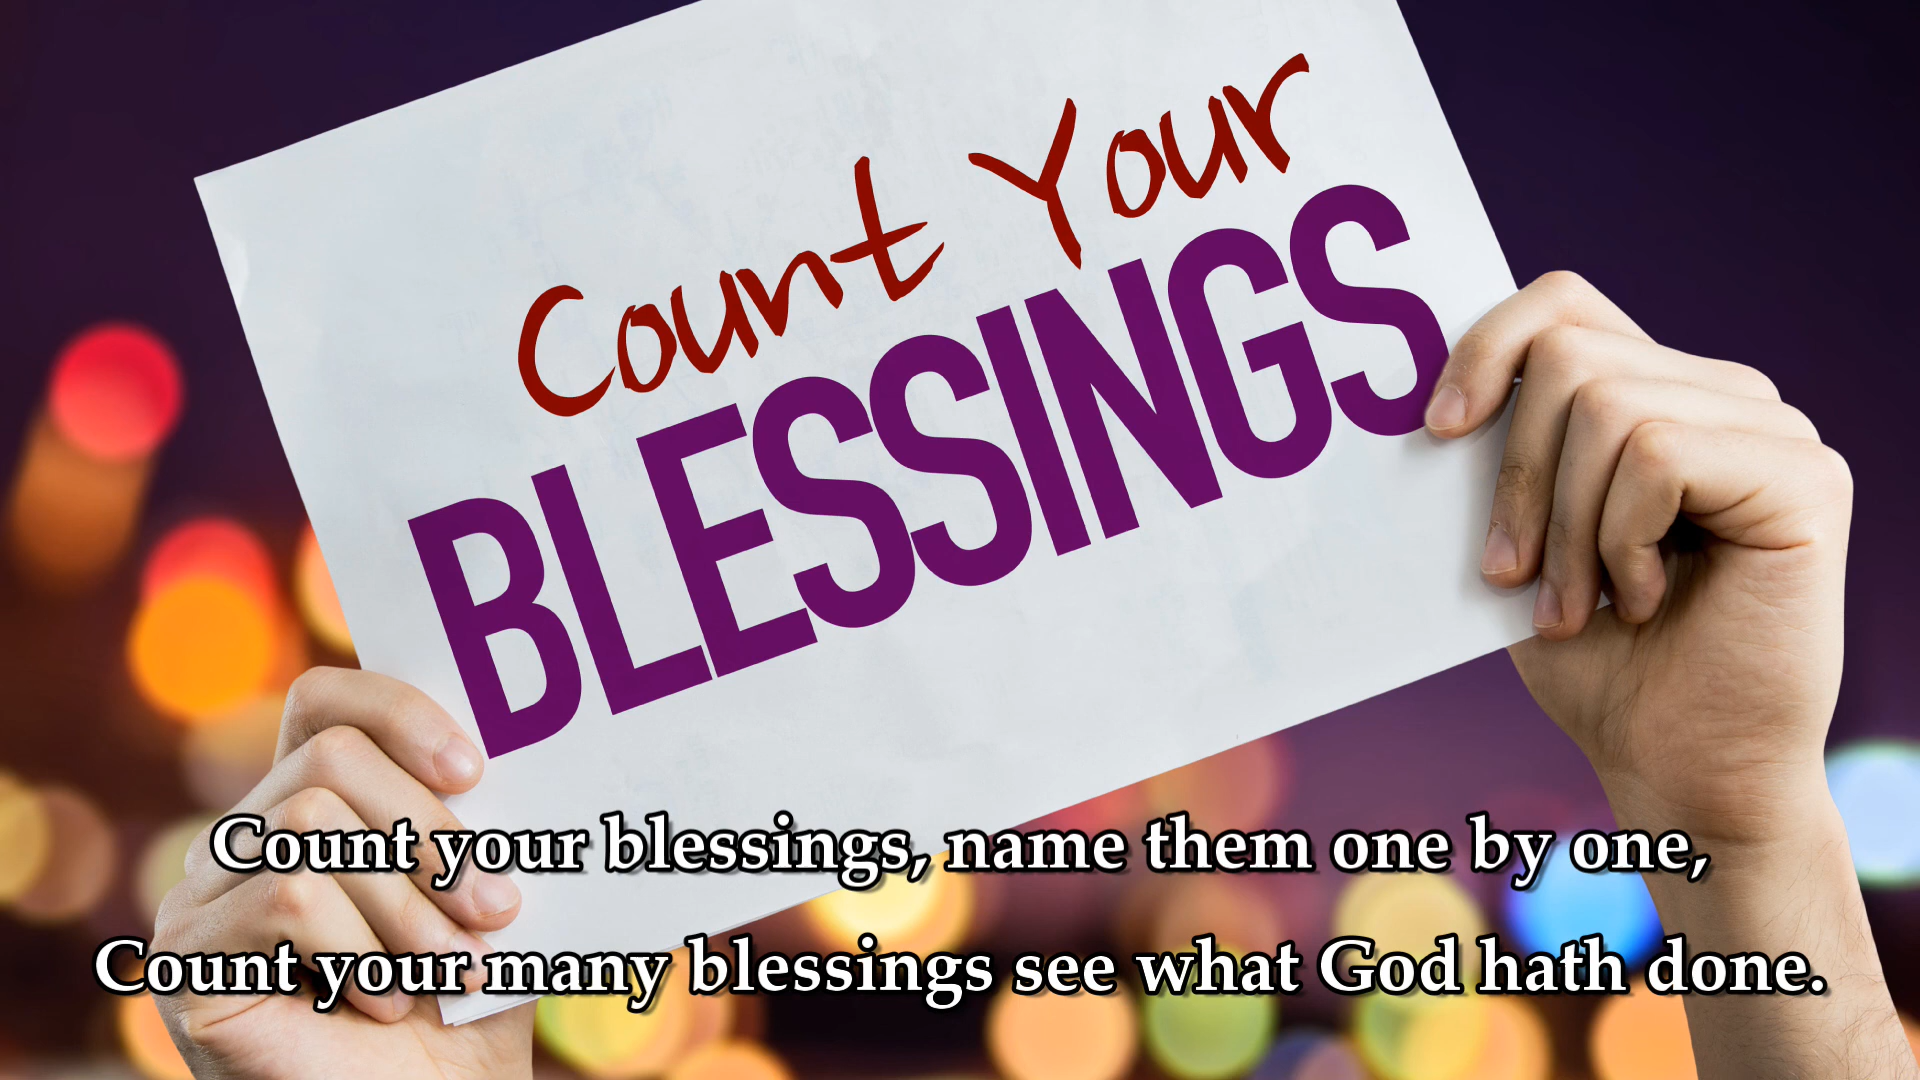 Count Your
BLESSINGS
Count your blessings, name them one by one,
Count your many blessings see what God hath done.